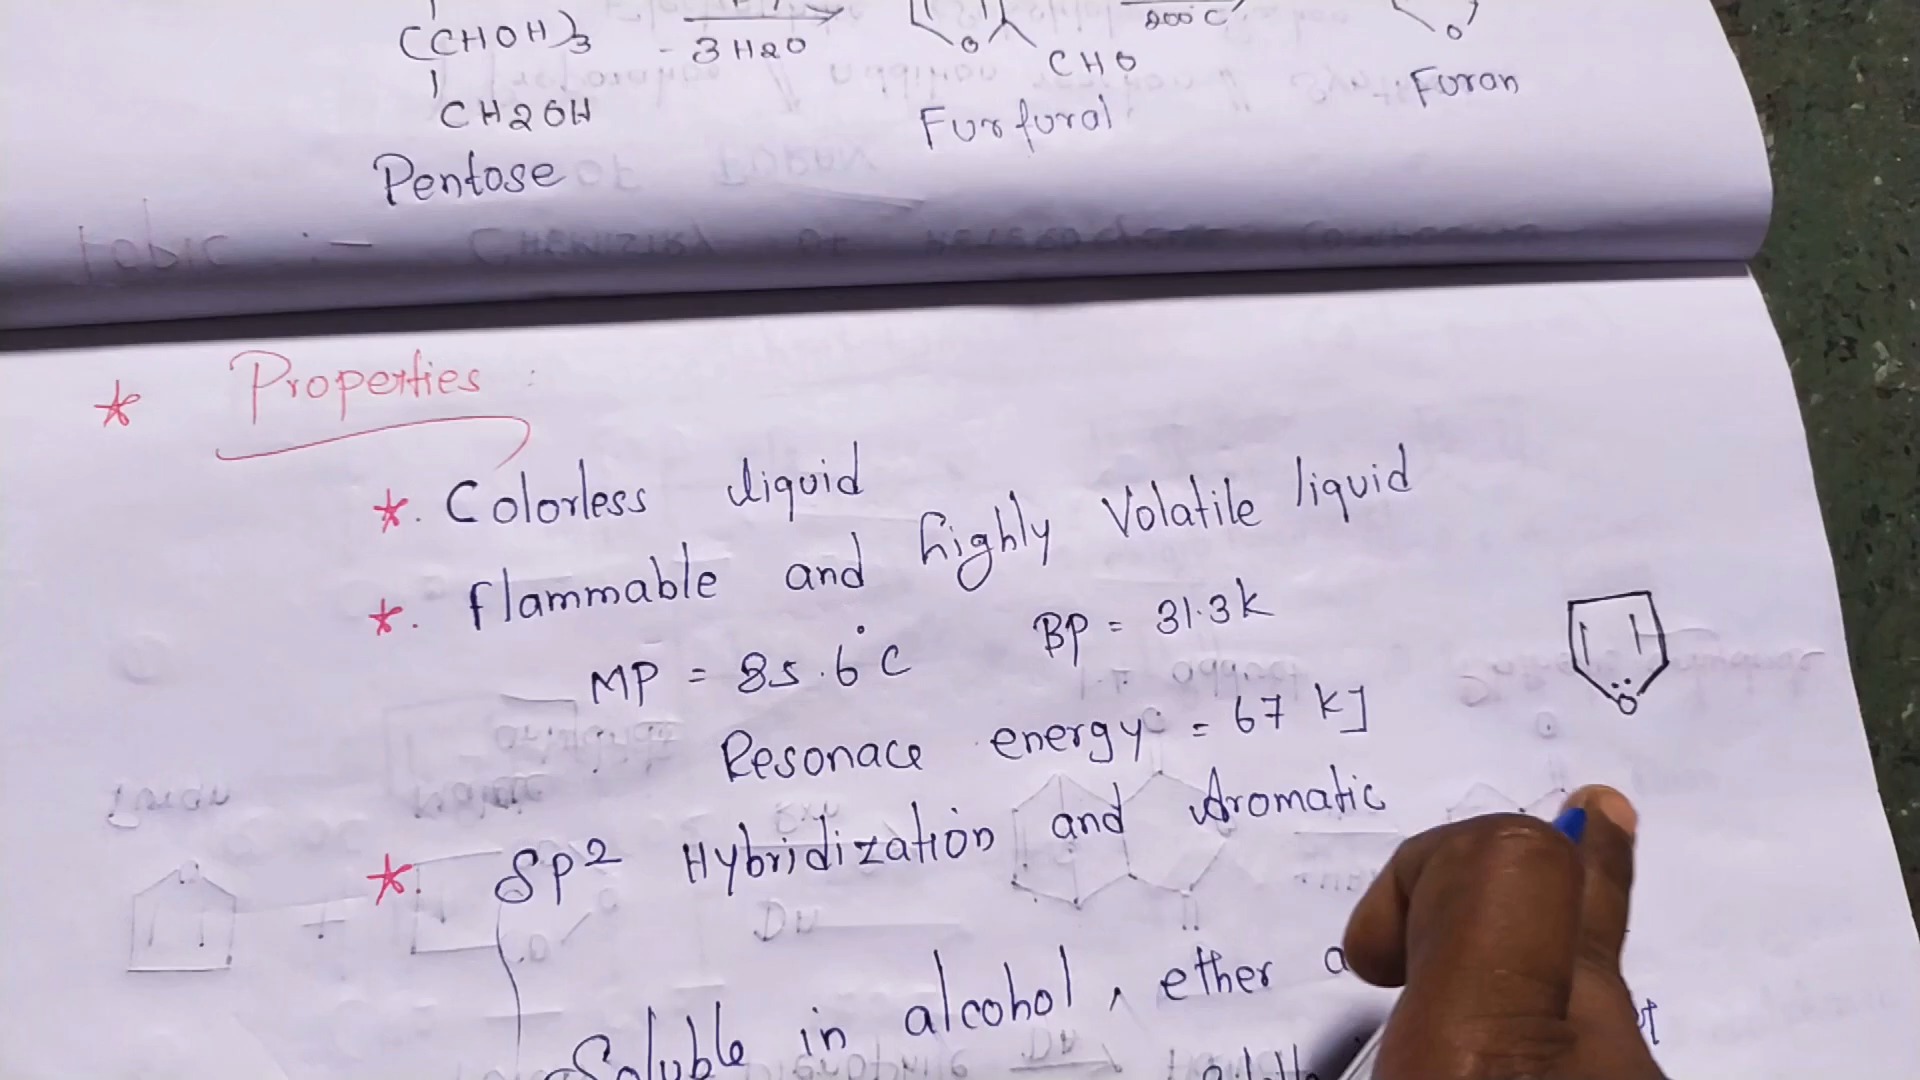 (CHOH)3
- 3H2O
200°C
O
CHO
O
CH2OH
Furfural
Furan
Pentose
* Properties :
*. Colorless liquid
*. flammable and highly Volatile liquid
MP = 85.6°C BP = 31.3k
Resonace energy = 67 kJ
O
*. SP2 Hybridization and Aromatic
Soluble in alcohol, ether